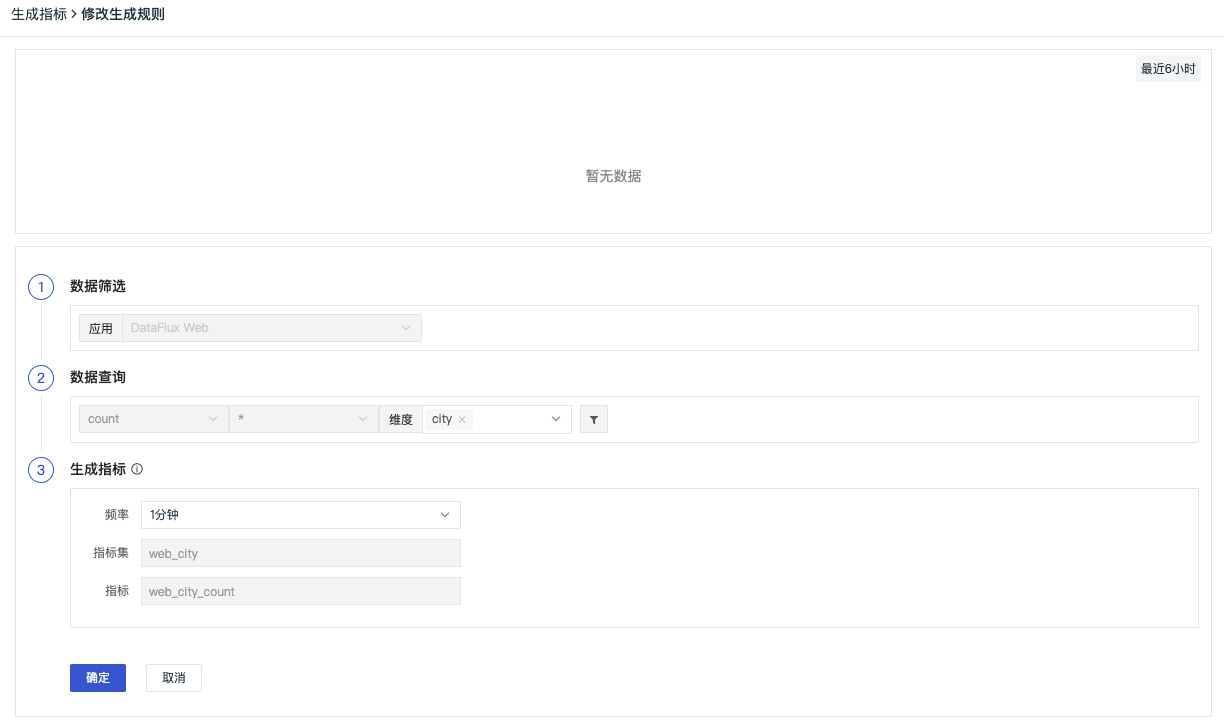 生成指标 > 修改生成规则
最近6小时
暂无数据
1 数据筛选
应用 DataFlux Web
2 数据查询
count * 维度 city ×
3 生成指标
频率 1分钟
指标集 web_city
指标 web_city_count
确定 取消